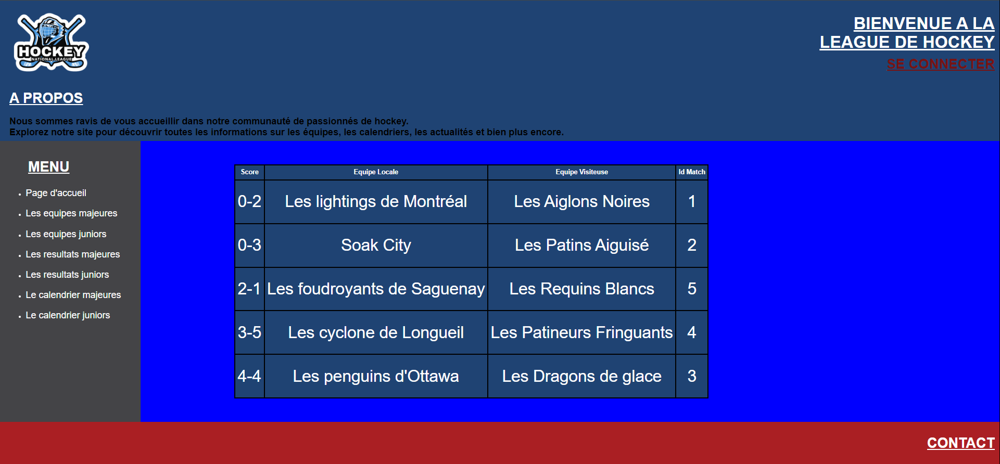 HOCKEY
NATIONAL LEAGUE
BIENVENUE A LA
LEAGUE DE HOCKEY
SE CONNECTER
A PROPOS
Nous sommes ravis de vous accueillir dans notre communauté de passionnés de hockey.
Explorez notre site pour découvrir toutes les informations sur les équipes, les calendriers, les actualités et bien plus encore.
MENU
Page d'accueil
Les equipes majeures
Les equipes juniors
Les resultats majeures
Les resultats juniors
Le calendrier majeures
Le calendrier juniors
Score Equipe Locale Equipe Visiteuse Id Match
0-2 Les lightings de Montréal Les Aiglons Noires 1
0-3 Soak City Les Patins Aiguisé 2
2-1 Les foudroyants de Saguenay Les Requins Blancs 5
3-5 Les cyclone de Longueil Les Patineurs Fringuants 4
4-4 Les penguins d'Ottawa Les Dragons de glace 3
CONTACT